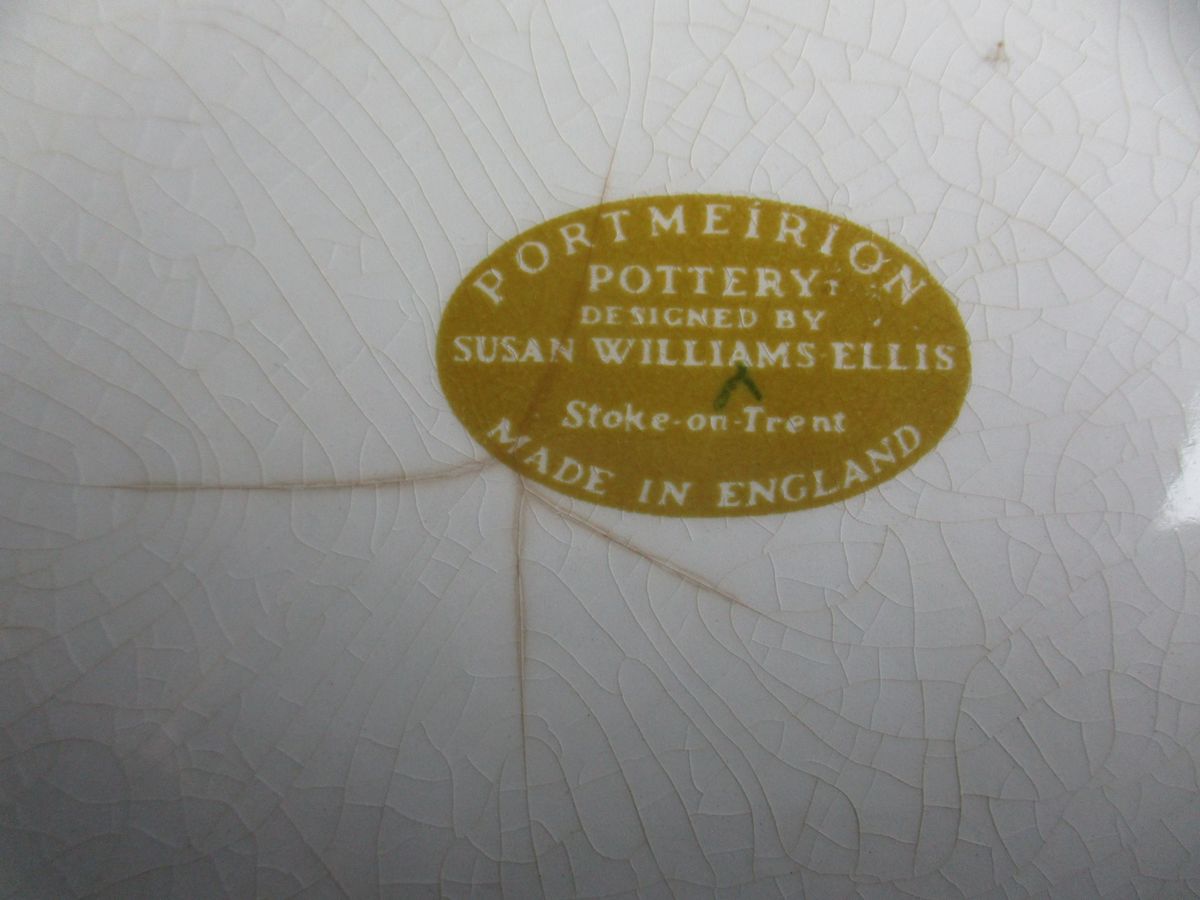 PORTMEIRION
POTTERY
DESIGNED BY
SUSAN WILLIAMS-ELLIS
Stoke-on-Trent
MADE IN ENGLAND